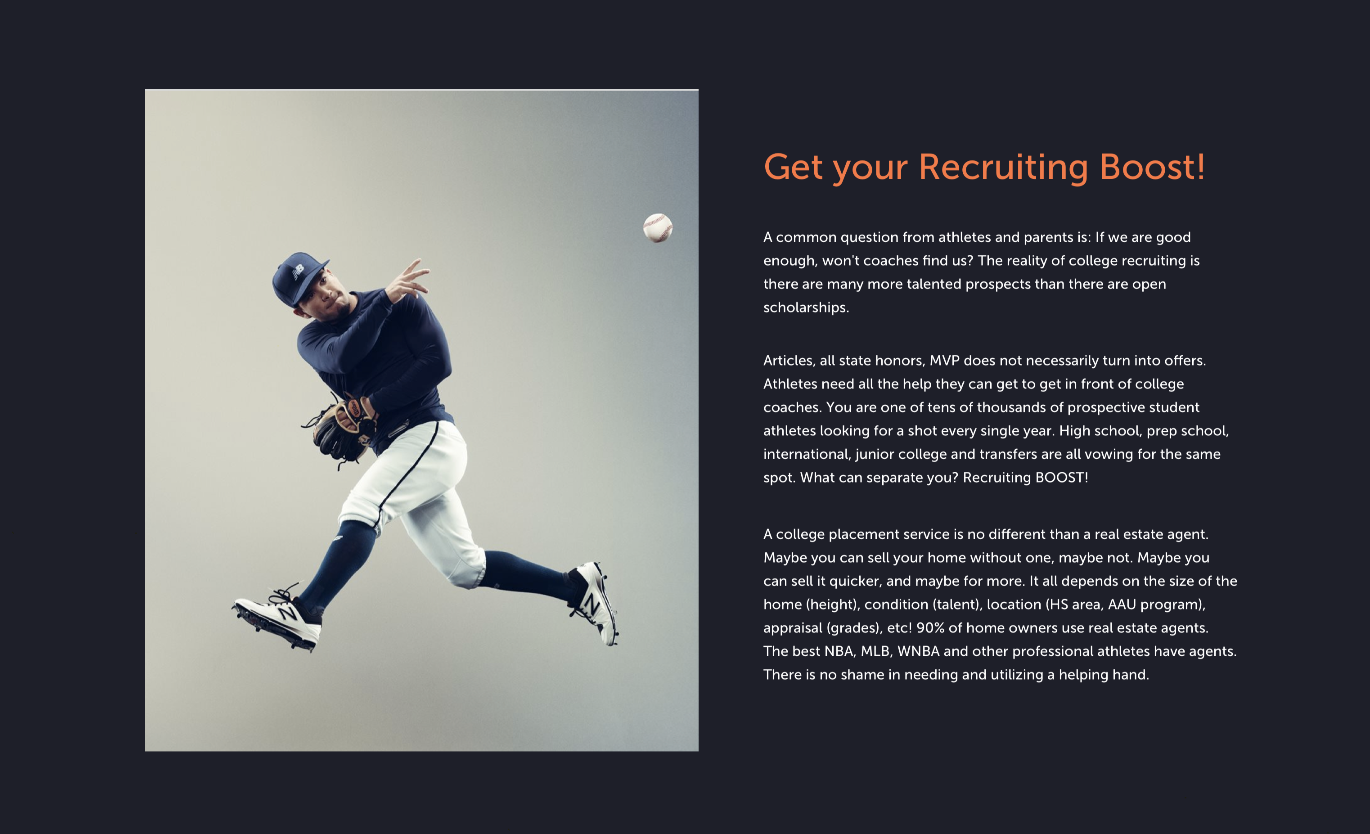 Get your Recruiting Boost!
A common question from athletes and parents is: If we are good
enough, won't coaches find us? The reality of college recruiting is
there are many more talented prospects than there are open
scholarships.
Articles, all state honors, MVP does not necessarily turn into offers.
Athletes need all the help they can get to get in front of college
coaches. You are one of tens of thousands of prospective student
athletes looking for a shot every single year. High school, prep school,
international, junior college and transfers are all vowing for the same
spot. What can separate you? Recruiting BOOST!
A college placement service is no different than a real estate agent.
Maybe you can sell your home without one, maybe not. Maybe you
can sell it quicker, and maybe for more. It all depends on the size of the
home (height), condition (talent), location (HS area, AAU program),
appraisal (grades), etc! 90% of home owners use real estate agents.
The best NBA, MLB, WNBA and other professional athletes have agents.
There is no shame in needing and utilizing a helping hand.
NB
N
N